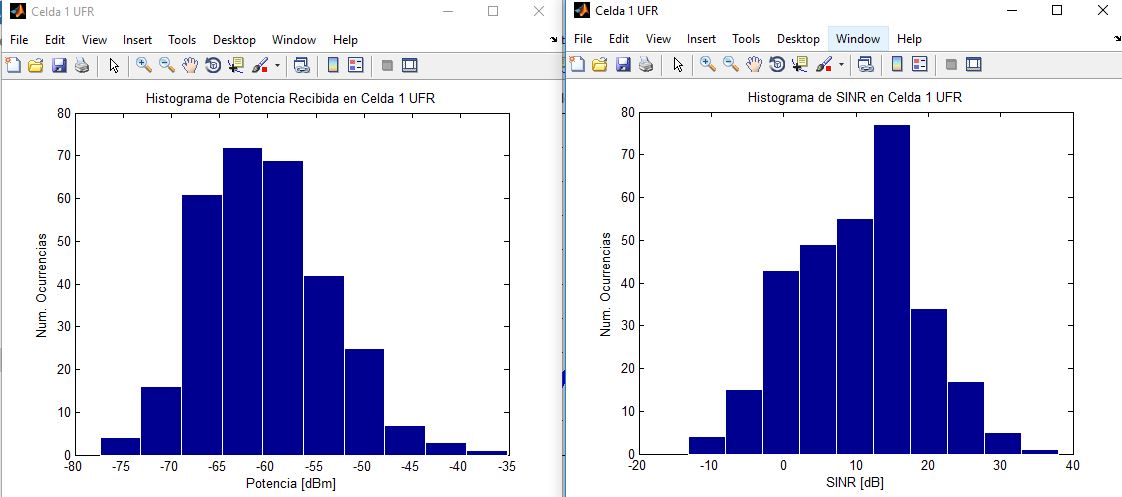 Celda 1 UFR
File Edit View Insert Tools Desktop Window Help
Histograma de Potencia Recibida en Celda 1 UFR
80
70
60
50
40
30
20
10
0
Num. Ocurrencias
-80 -75 -70 -65 -60 -55 -50 -45 -40 -35
Potencia [dBm]
Celda 1 UFR
File Edit View Insert Tools Desktop Window Help
Histograma de SINR en Celda 1 UFR
80
70
60
50
40
30
20
10
0
Num. Ocurrencias
-20 -10 0 10 20 30 40
SINR [dB]